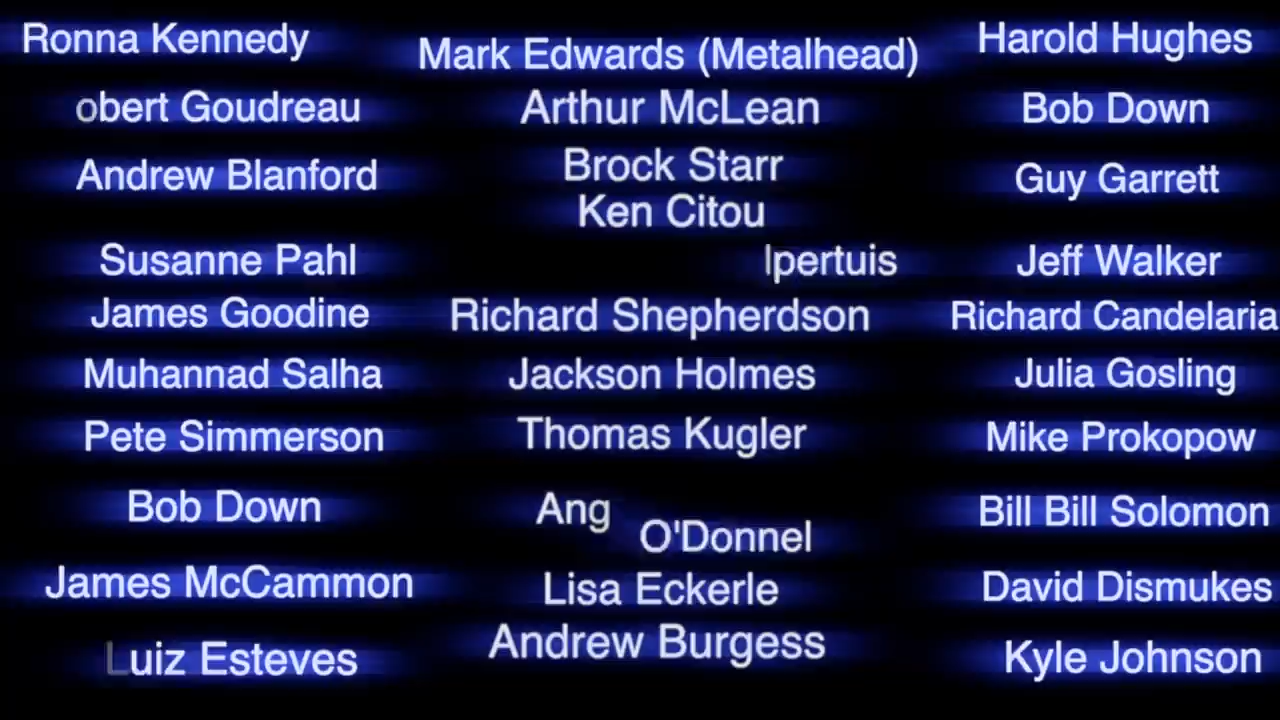 Ronna Kennedy
obert Goudreau
Andrew Blanford
Susanne Pahl
James Goodine
Muhannad Salha
Pete Simmerson
Bob Down
James McCammon
Luiz Esteves
Mark Edwards (Metalhead)
Arthur McLean
Brock Starr
Ken Citou
lpertuis
Richard Shepherdson
Jackson Holmes
Thomas Kugler
Ang
O'Donnel
Lisa Eckerle
Andrew Burgess
Harold Hughes
Bob Down
Guy Garrett
Jeff Walker
Richard Candelaria
Julia Gosling
Mike Prokopow
Bill Bill Solomon
David Dismukes
Kyle Johnson